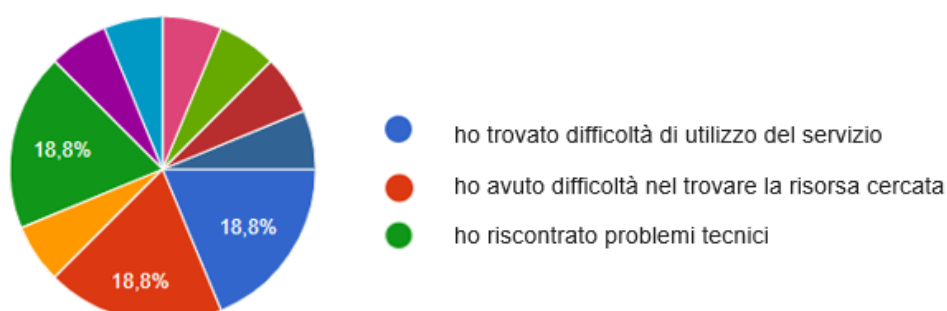 18,8%
18,8%
18,8%
ho trovato difficoltà di utilizzo del servizio
ho avuto difficoltà nel trovare la risorsa cercata
ho riscontrato problemi tecnici